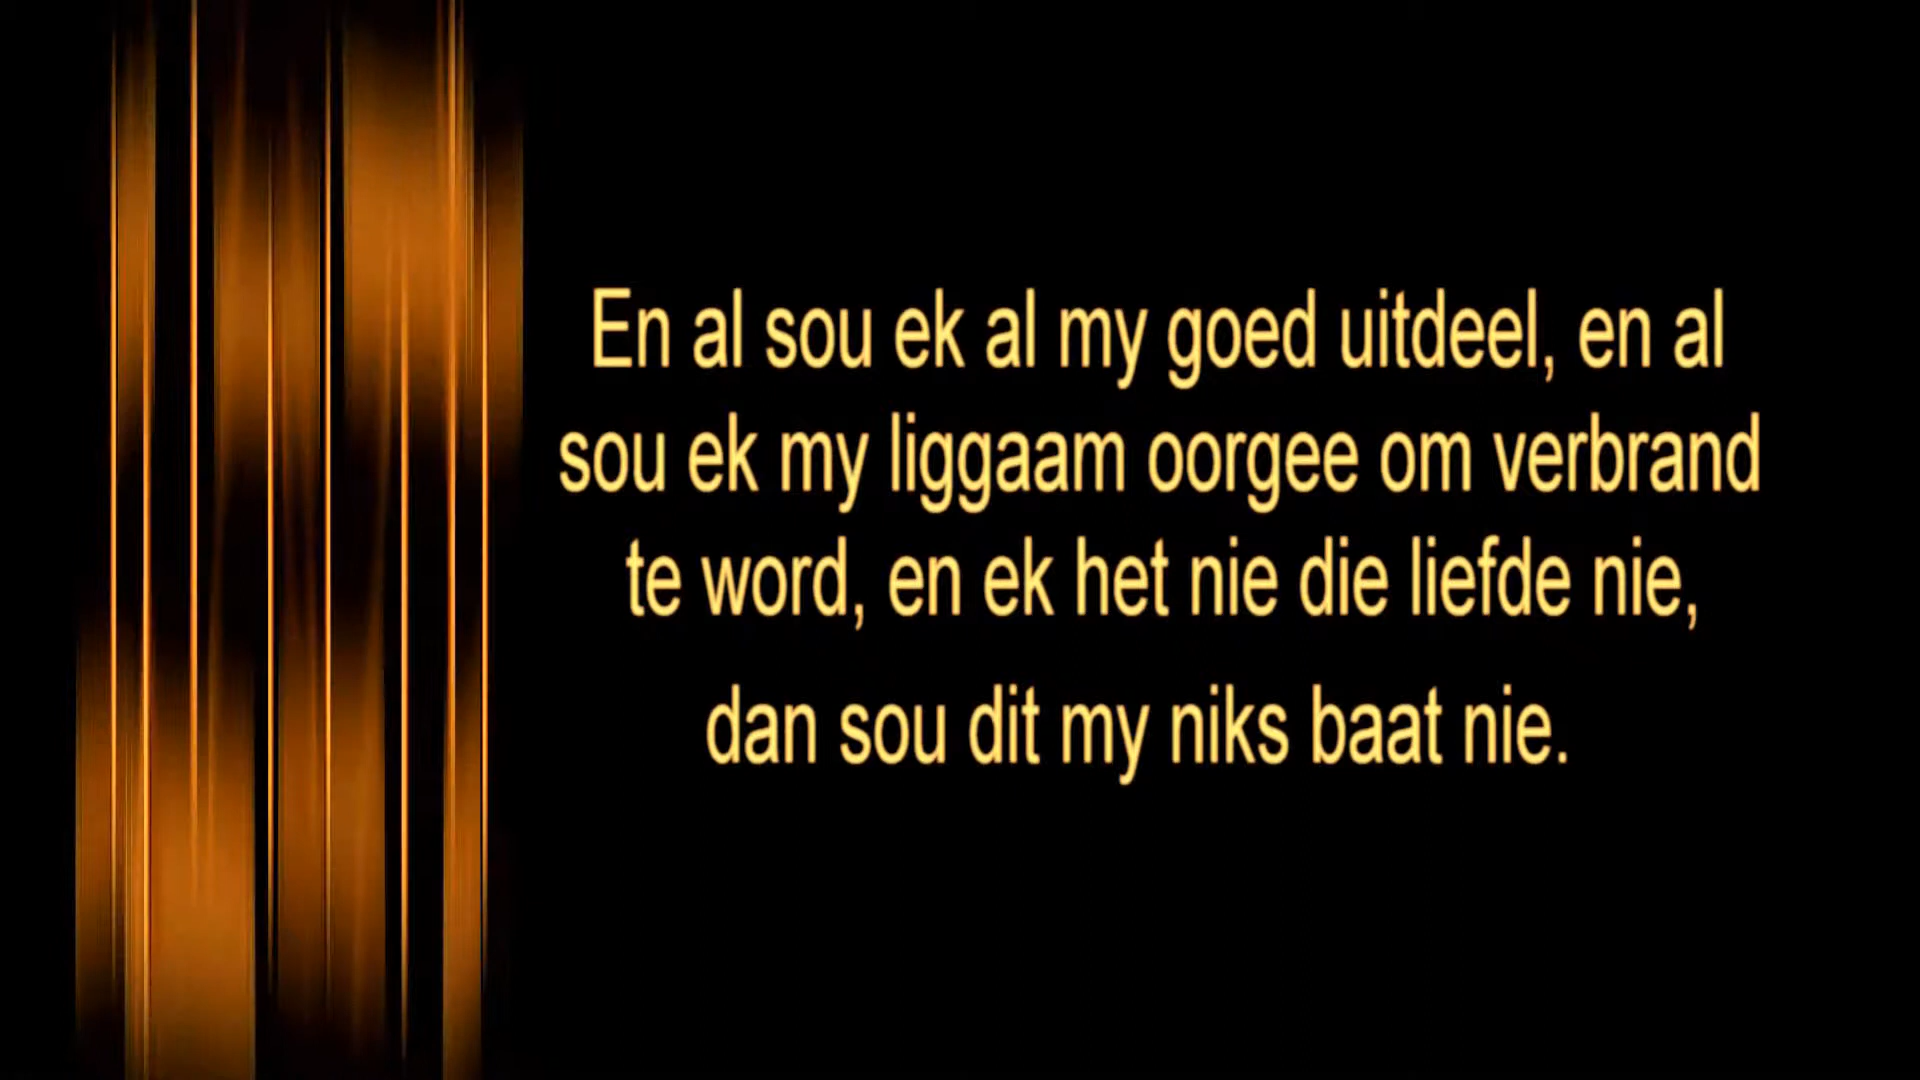 En al sou ek al my goed uitdeel, en al
sou ek my liggaam oorgee om verbrand
te word, en ek het nie die liefde nie,
dan sou dit my niks baat nie.